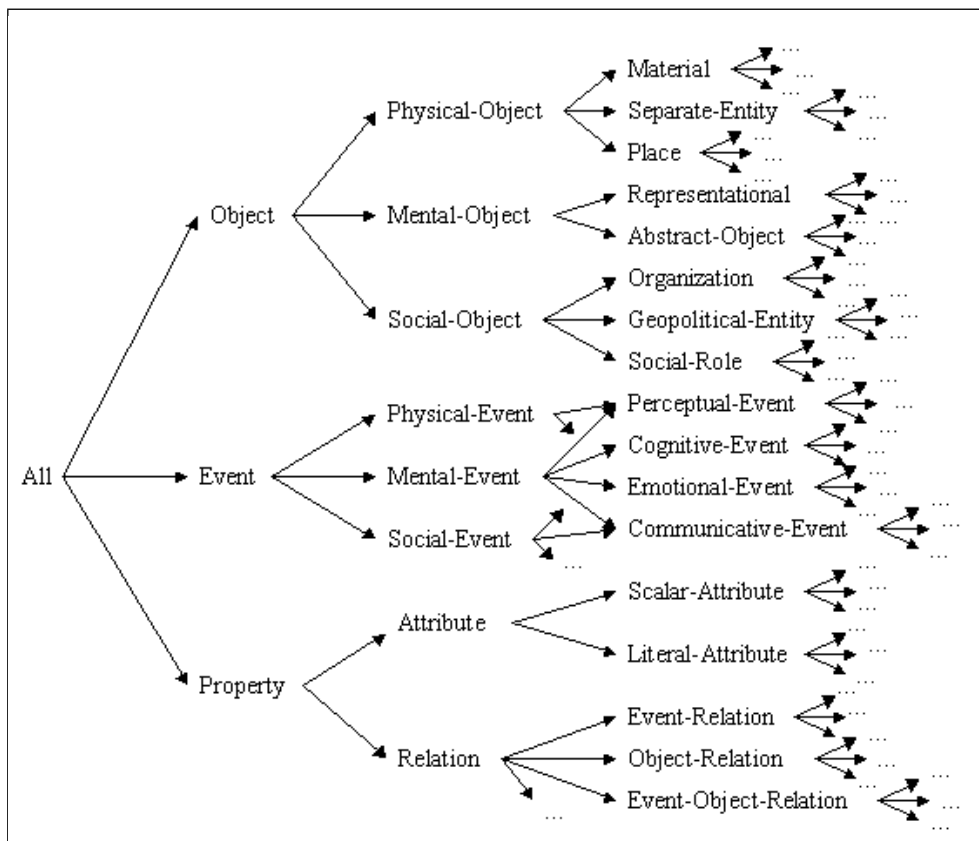 All
Object
Physical-Object
Material
... 
...
...
Separate-Entity
...
...
...
Place
...
...
...
Mental-Object
Representational
...
...
...
Abstract-Object
...
...
...
Social-Object
Organization
...
...
...
Geopolitical-Entity
...
...
...
Social-Role
...
...
...
Event
Physical-Event
Perceptual-Event
...
...
...
Mental-Event
Cognitive-Event
...
...
...
Emotional-Event
...
...
...
Social-Event
...
Communicative-Event
...
...
...
Property
Attribute
Scalar-Attribute
...
...
...
Literal-Attribute
...
...
...
Relation
...
Event-Relation
...
...
...
Object-Relation
...
...
...
Event-Object-Relation
...
...
...